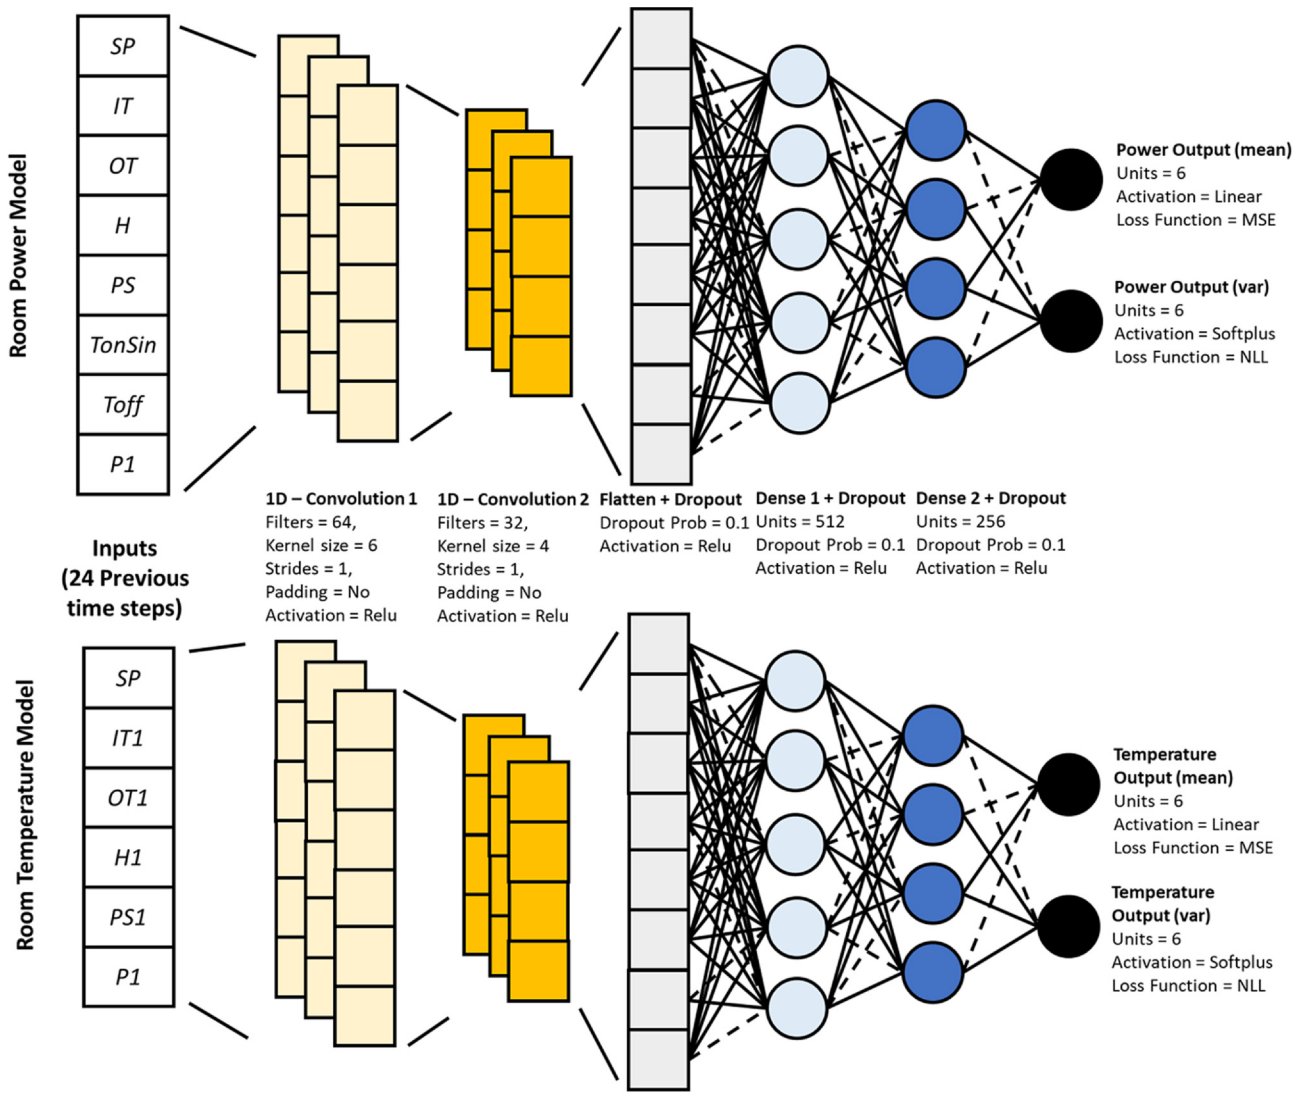 Room Power Model
SP
IT
OT
H
PS
TonSin
Toff
P1
Power Output (mean)
Units = 6
Activation = Linear
Loss Function = MSE
Power Output (var)
Units = 6
Activation = Softplus
Loss Function = NLL
Inputs
(24 Previous
time steps)
1D – Convolution 1
Filters = 64,
Kernel size = 6
Strides = 1,
Padding = No
Activation = Relu
1D – Convolution 2
Filters = 32,
Kernel size = 4
Strides = 1,
Padding = No
Activation = Relu
Flatten + Dropout
Dropout Prob = 0.1
Activation = Relu
Dense 1 + Dropout
Units = 512
Dropout Prob = 0.1
Activation = Relu
Dense 2 + Dropout
Units = 256
Dropout Prob = 0.1
Activation = Relu
Room Temperature Model
SP
IT1
OT1
H1
PS1
P1
Temperature
Output (mean)
Units = 6
Activation = Linear
Loss Function = MSE
Temperature
Output (var)
Units = 6
Activation = Softplus
Loss Function = NLL